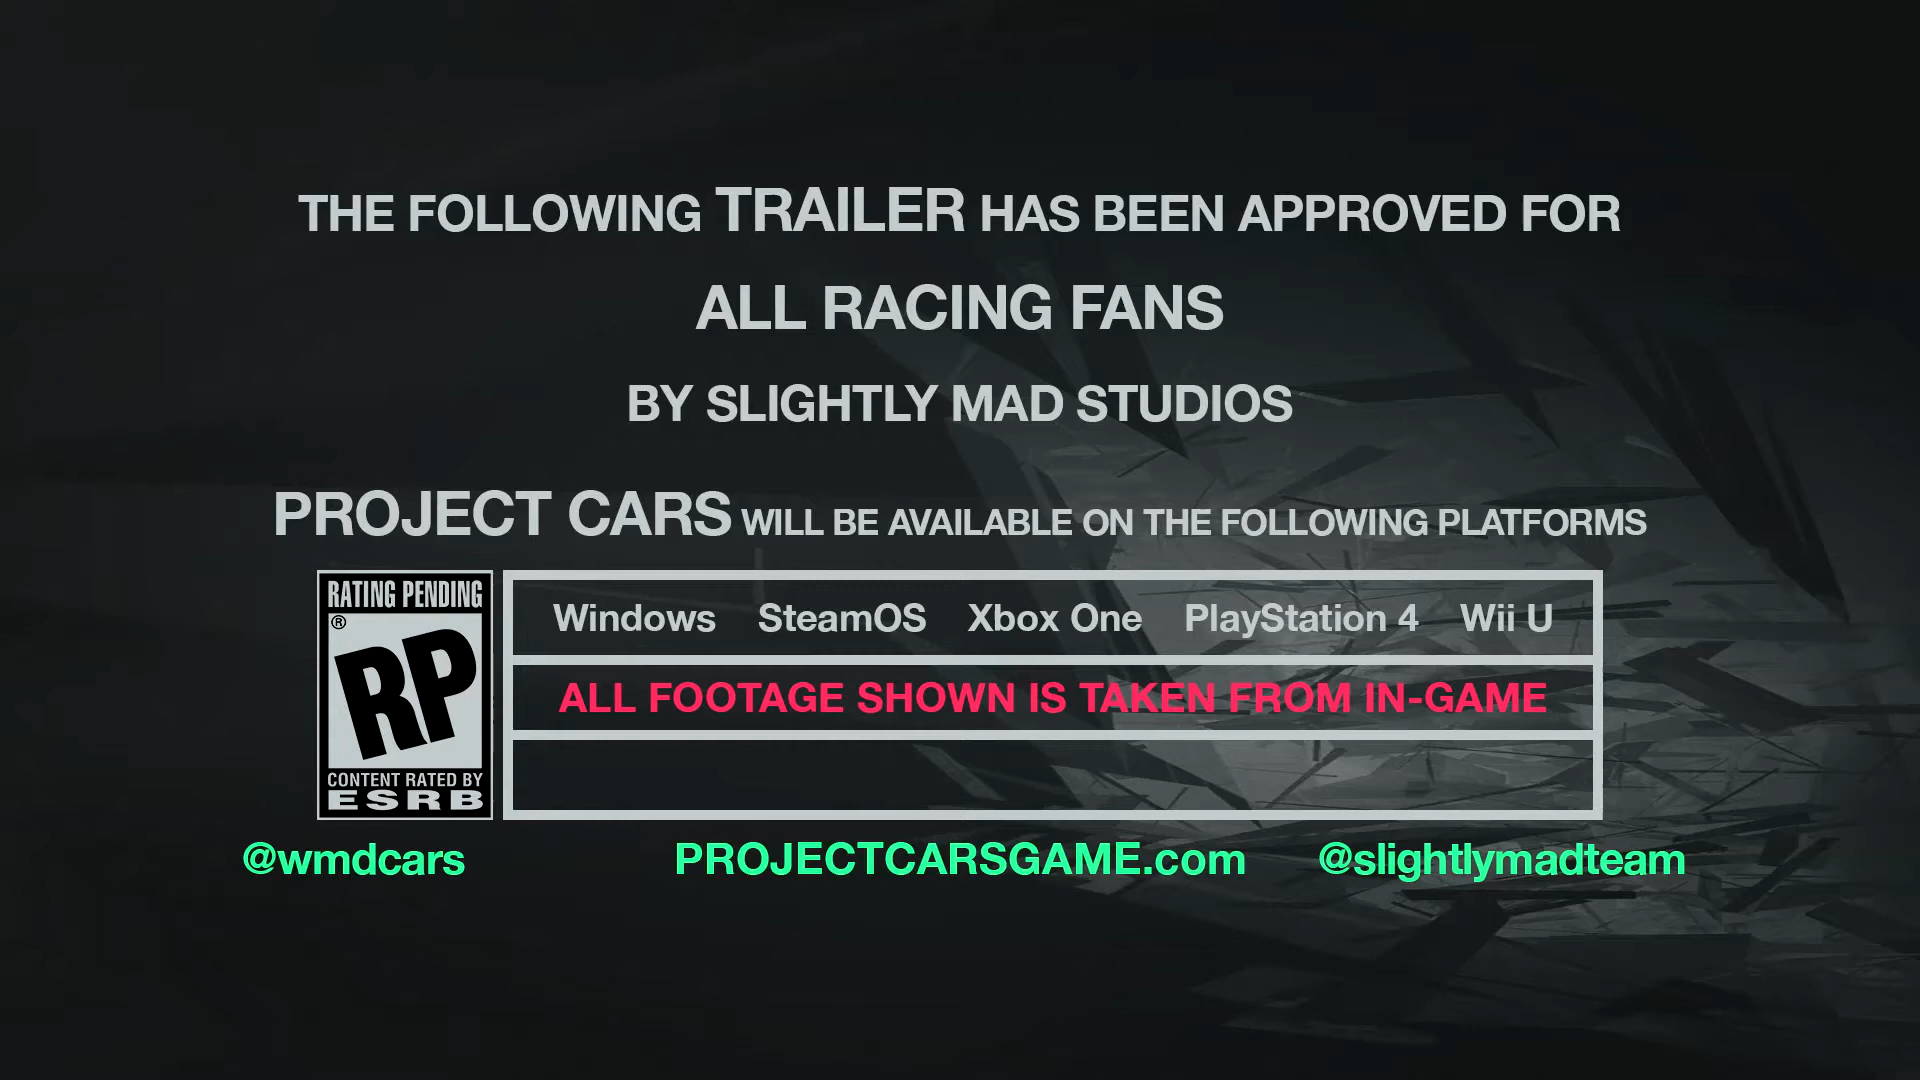 THE FOLLOWING TRAILER HAS BEEN APPROVED FOR
ALL RACING FANS
BY SLIGHTLY MAD STUDIOS
PROJECT CARS WILL BE AVAILABLE ON THE FOLLOWING PLATFORMS
RATING PENDING
®
RP
CONTENT RATED BY
ESRB
Windows SteamOS Xbox One PlayStation 4 Wii U
ALL FOOTAGE SHOWN IS TAKEN FROM IN-GAME
@wmdcars PROJECTCARSGAME.com @slightlymadteam